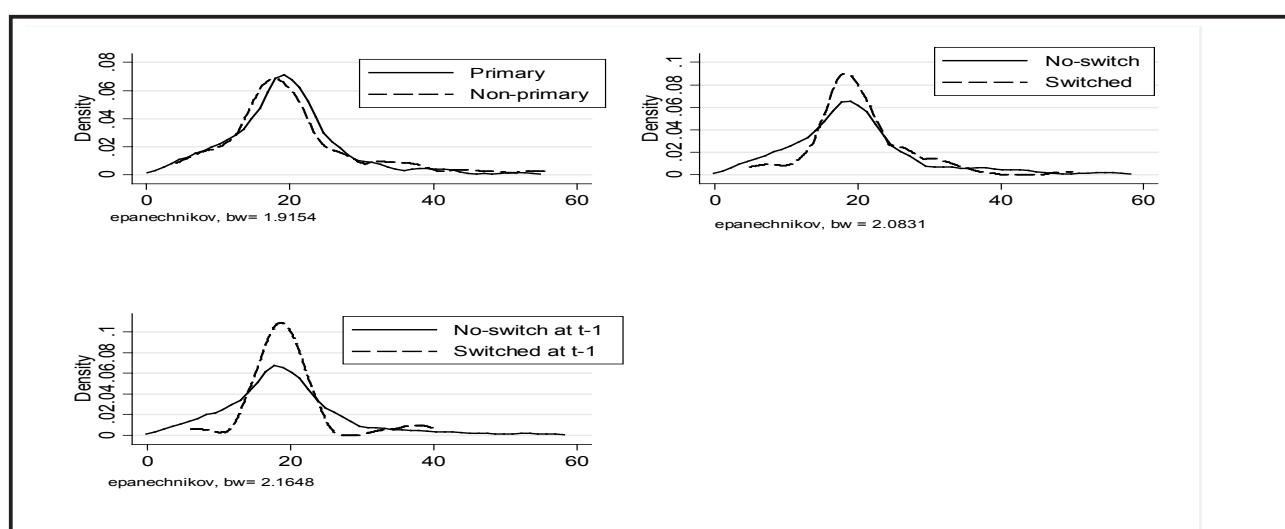 Density
0 .02 .04 .06 .08
Primary
Non-primary
0 20 40 60
epanechnikov, bw= 1.9154
Density
0 .02.04.06.08 .1
No-switch
Switched
0 20 40 60
epanechnikov, bw = 2.0831
Density
0 .02.04.06.08 .1
No-switch at t-1
Switched at t-1
0 20 40 60
epanechnikov, bw= 2.1648